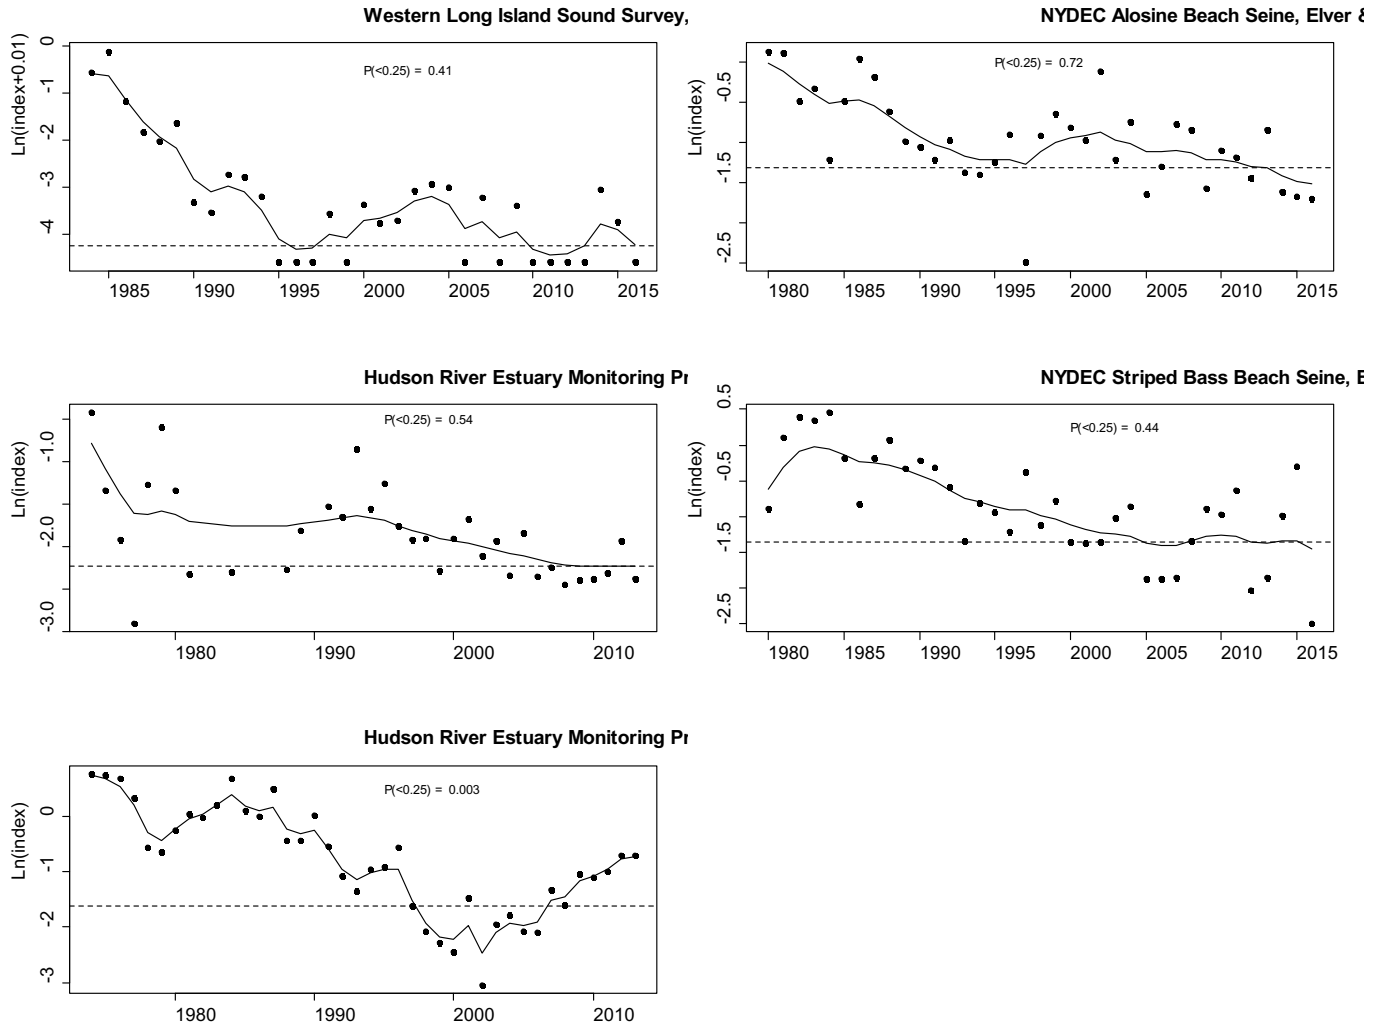 Western Long Island Sound Survey,
P(<0.25) = 0.41
Ln(index+0.01)
0
-1
-2
-3
4
1985 1990 1995 2000 2005 2010 2015
NYDEC Alosine Beach Seine, Elver &
P(<0.25) = 0.72
Ln(index)
-0.5
-1.5
-2.5
1980 1985 1990 1995 2000 2005 2010 2015
Hudson River Estuary Monitoring Pr
P(<0.25) = 0.54
Ln(index)
-1.0
-2.0
-3.0
1980 1990 2000 2010
NYDEC Striped Bass Beach Seine, E
P(<0.25) = 0.44
Ln(index)
0.5
-0.5
-1.5
-2.5
1980 1985 1990 1995 2000 2005 2010 2015
Hudson River Estuary Monitoring Pr
P(<0.25) = 0.003
Ln(index)
0
-1
-2
-3
1980 1990 2000 2010